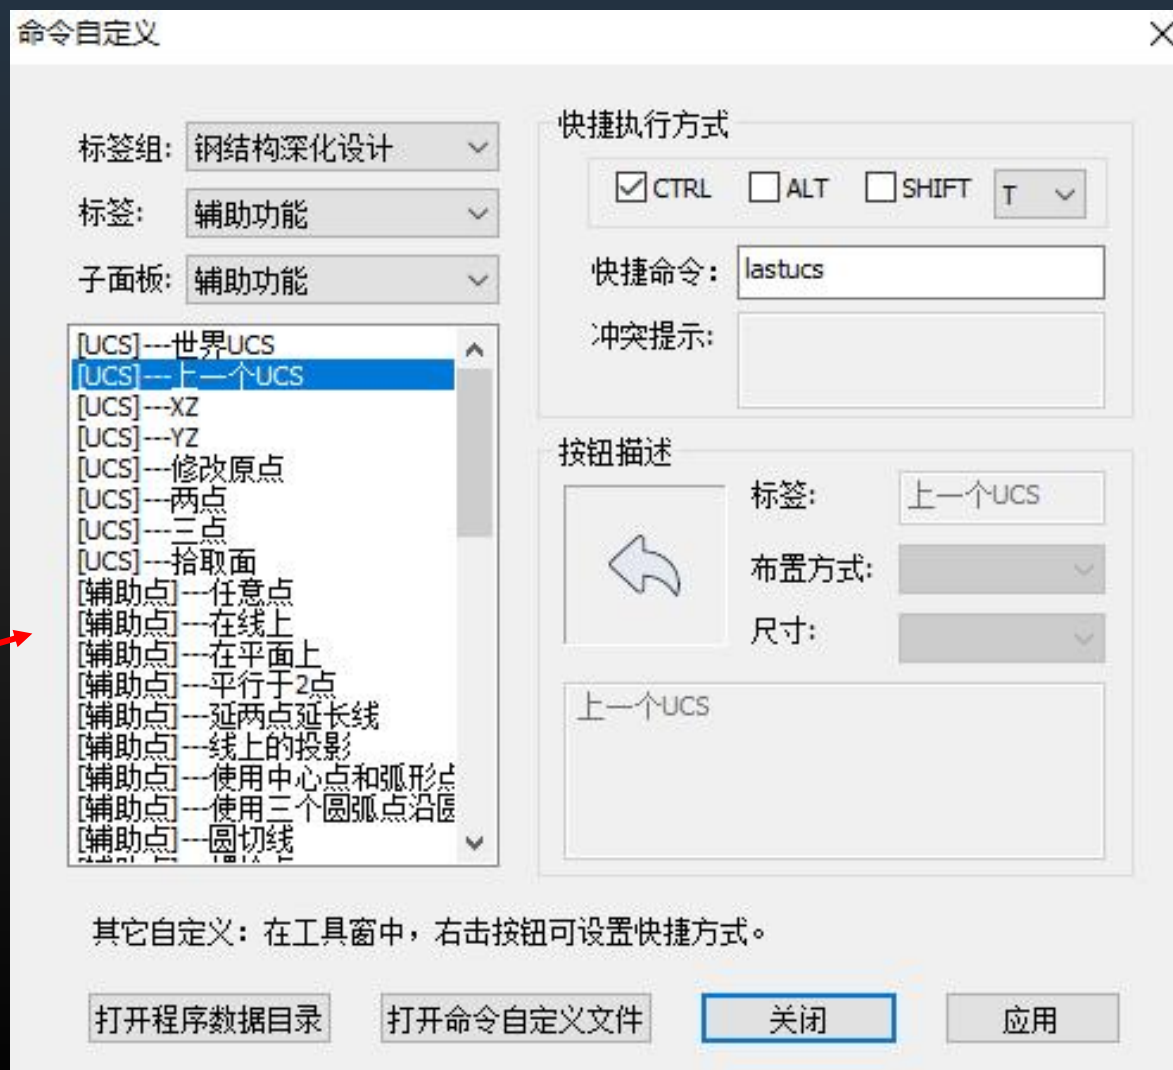 命令自定义
标签组: 钢结构深化设计
标签: 辅助功能
子面板: 辅助功能
[UCS]---世界UCS
[UCS]---上一个UCS
[UCS]---XZ
[UCS]---YZ
[UCS]---修改原点
[UCS]---两点
[UCS]---三点
[UCS]---拾取面
[辅助点]---任意点
[辅助点]---在线上
[辅助点]---在平面上
[辅助点]---平行于2点
[辅助点]---延两点延长线
[辅助点]---线上的投影
[辅助点]---使用中心点和弧形点
[辅助点]---使用三个圆弧点沿圆
[辅助点]---圆切线
快捷执行方式
CTRL ALT SHIFT T
快捷命令: lastucs
冲突提示:
按钮描述
标签: 上一个UCS
布置方式:
尺寸:
上一个UCS
其它自定义: 在工具窗中，右击按钮可设置快捷方式。
打开程序数据目录 打开命令自定义文件 关闭 应用